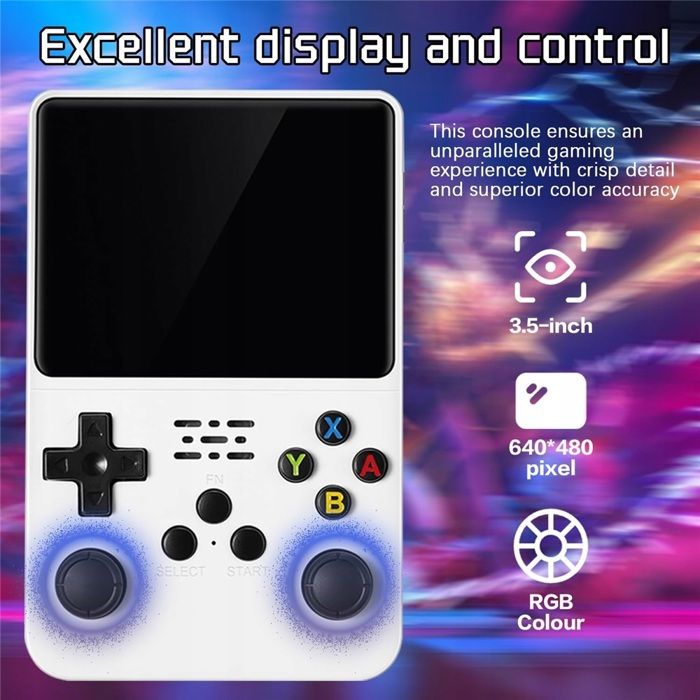 Excellent display and control
This console ensures an
unparalleled gaming
experience with crisp detail
and superior color accuracy
3.5-inch
640*480
pixel
RGB
Colour
X
Y
A
B
FN
SELECT
START